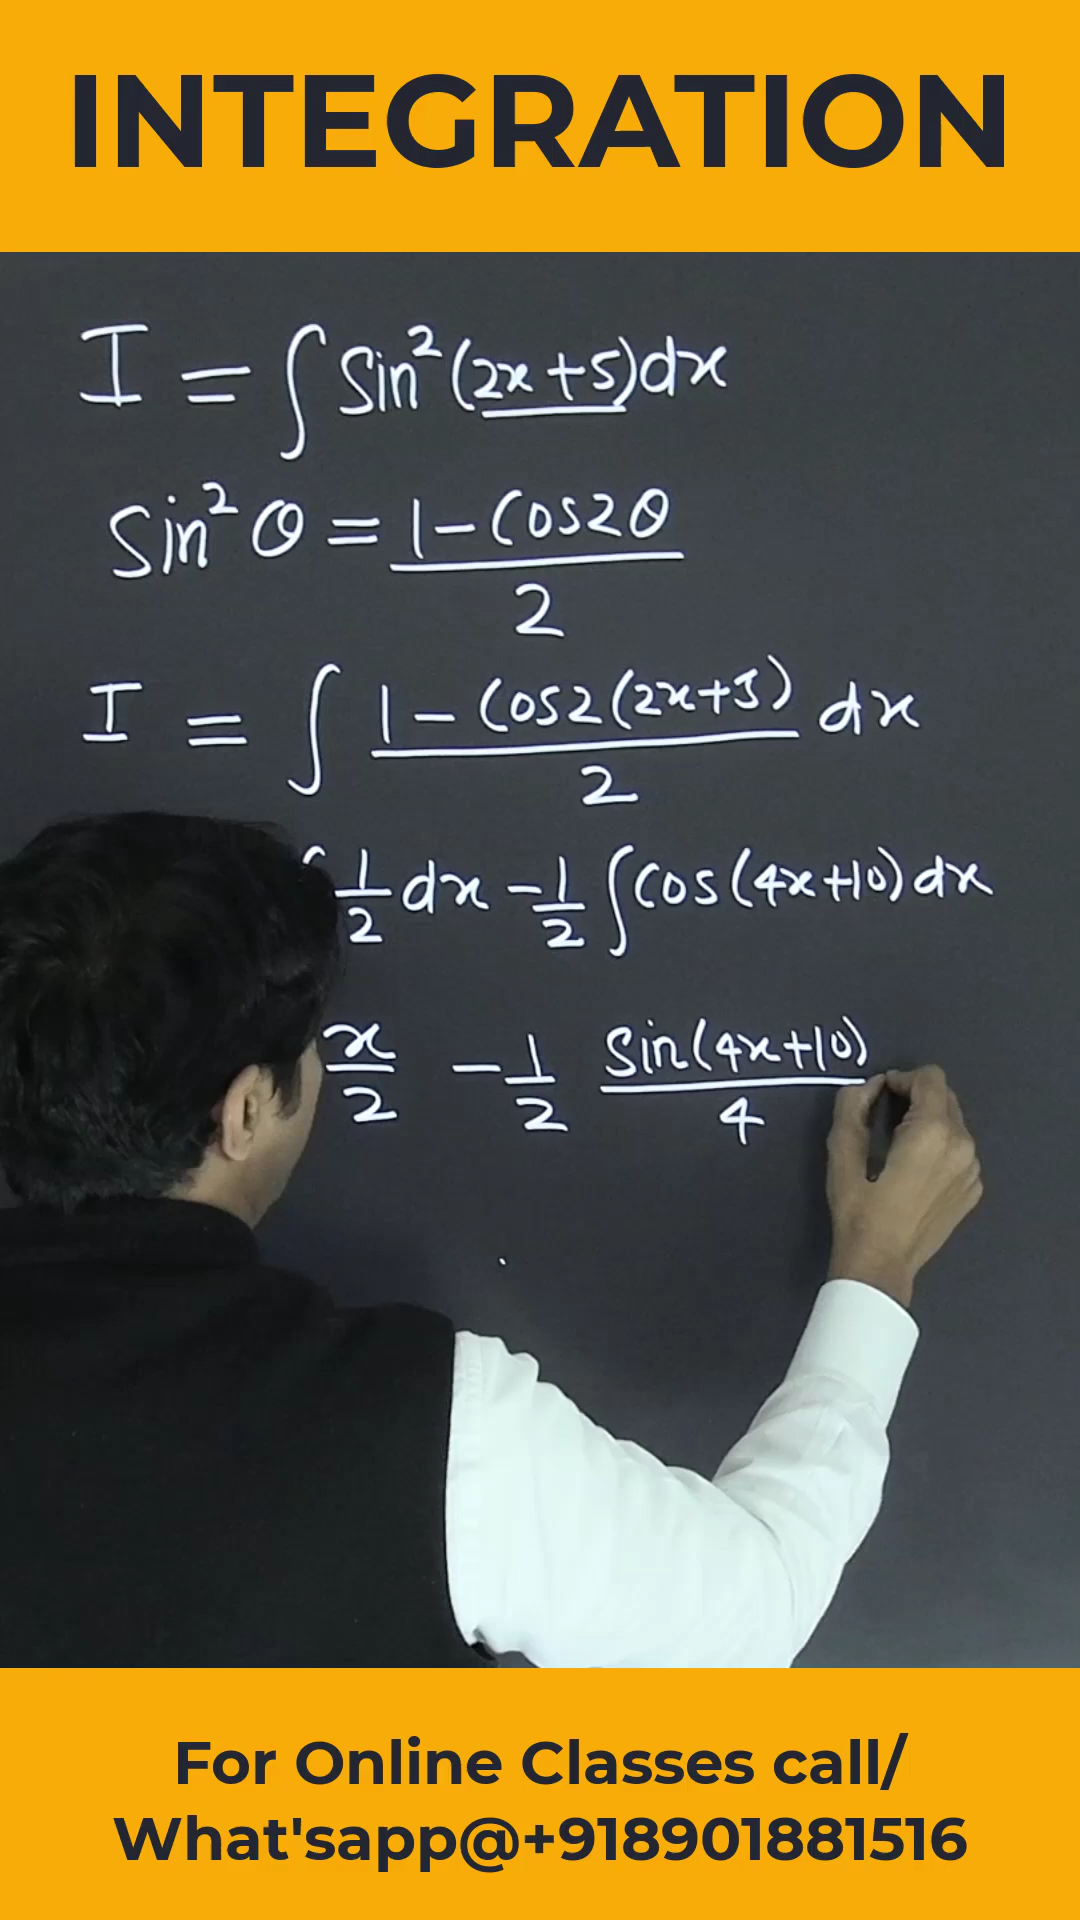 INTEGRATION
I = ∫ Sin²(2x+5)dx
Sin²θ = (1-Cos2θ)/2
I = ∫ (1-Cos2(2x+5))/2 dx
∫ 1/2 dx - 1/2 ∫Cos(4x+10)dx
x/2 - 1/2 Sin(4x+10)/4
For Online Classes call/
What'sapp@+918901881516